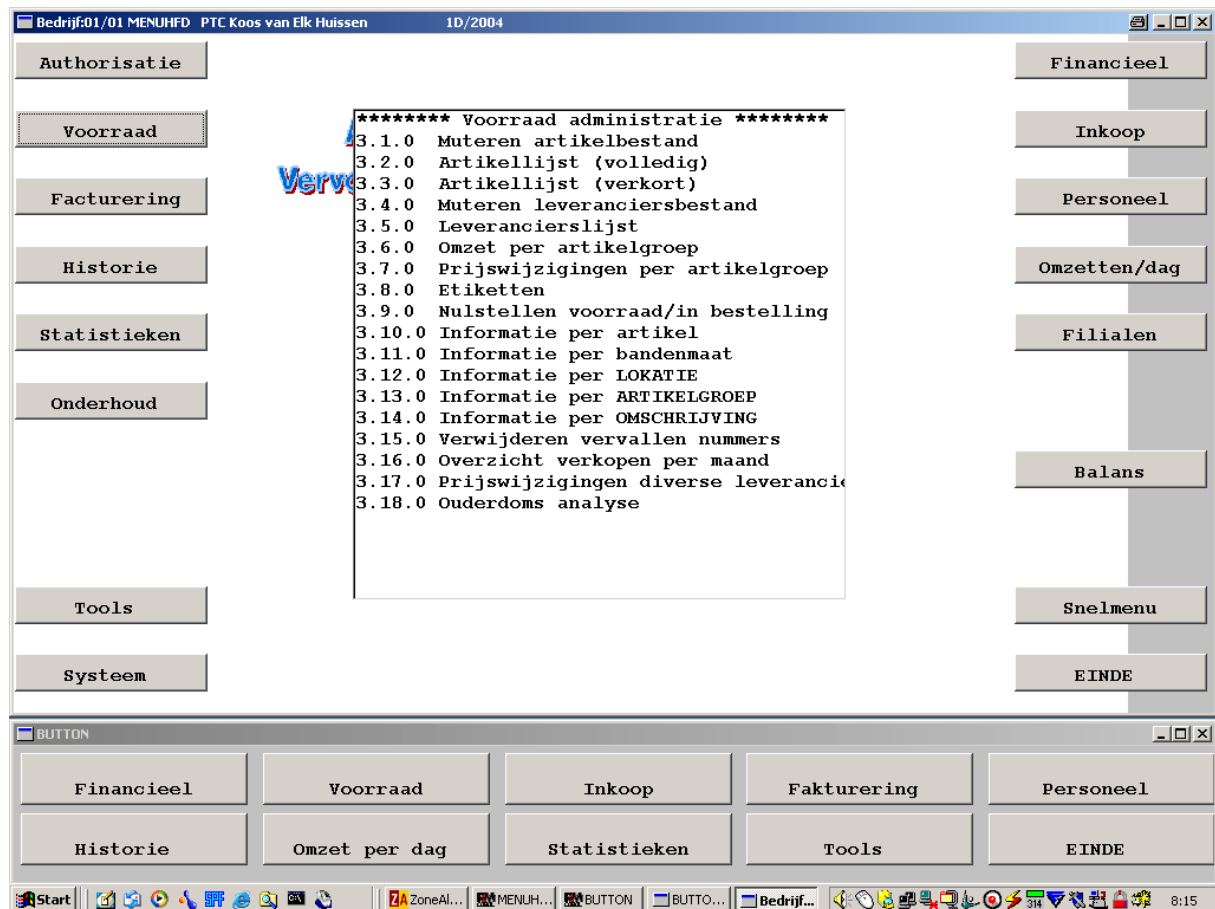 Bedrijf:01/01 MENUHFD PTC Koos van Elk Huissen 1D/2004
Authorisatie
Voorraad
Facturering
Historie
Statistieken
Onderhoud
Tools
Systeem
******** Voorraad administratie ********
3.1.0 Muteren artikelbestand
3.2.0 Artikellijst (volledig)
3.3.0 Artikellijst (verkort)
3.4.0 Muteren leveranciersbestand
3.5.0 Leverancierslijst
3.6.0 Omzet per artikelgroep
3.7.0 Prijswijzigingen per artikelgroep
3.8.0 Etiketten
3.9.0 Nulstellen voorraad/in bestelling
3.10.0 Informatie per artikel
3.11.0 Informatie per bandenmaat
3.12.0 Informatie per LOKATIE
3.13.0 Informatie per ARTIKELGROEP
3.14.0 Informatie per OMSCHRIJVING
3.15.0 Verwijderen vervallen nummers
3.16.0 Overzicht verkopen per maand
3.17.0 Prijswijzigingen diverse leverancie
3.18.0 Ouderdoms analyse
Financieel
Inkoop
Personeel
Omzetten/dag
Filialen
Balans
Snelmenu
EINDE
BUTTON
Financieel Voorraad Inkoop Fakturering Personeel
Historie Omzet per dag Statistieken Tools EINDE
Start ZoneAl... MENUH... BUTTON BUTTO... Bedrijf... 314 8:15